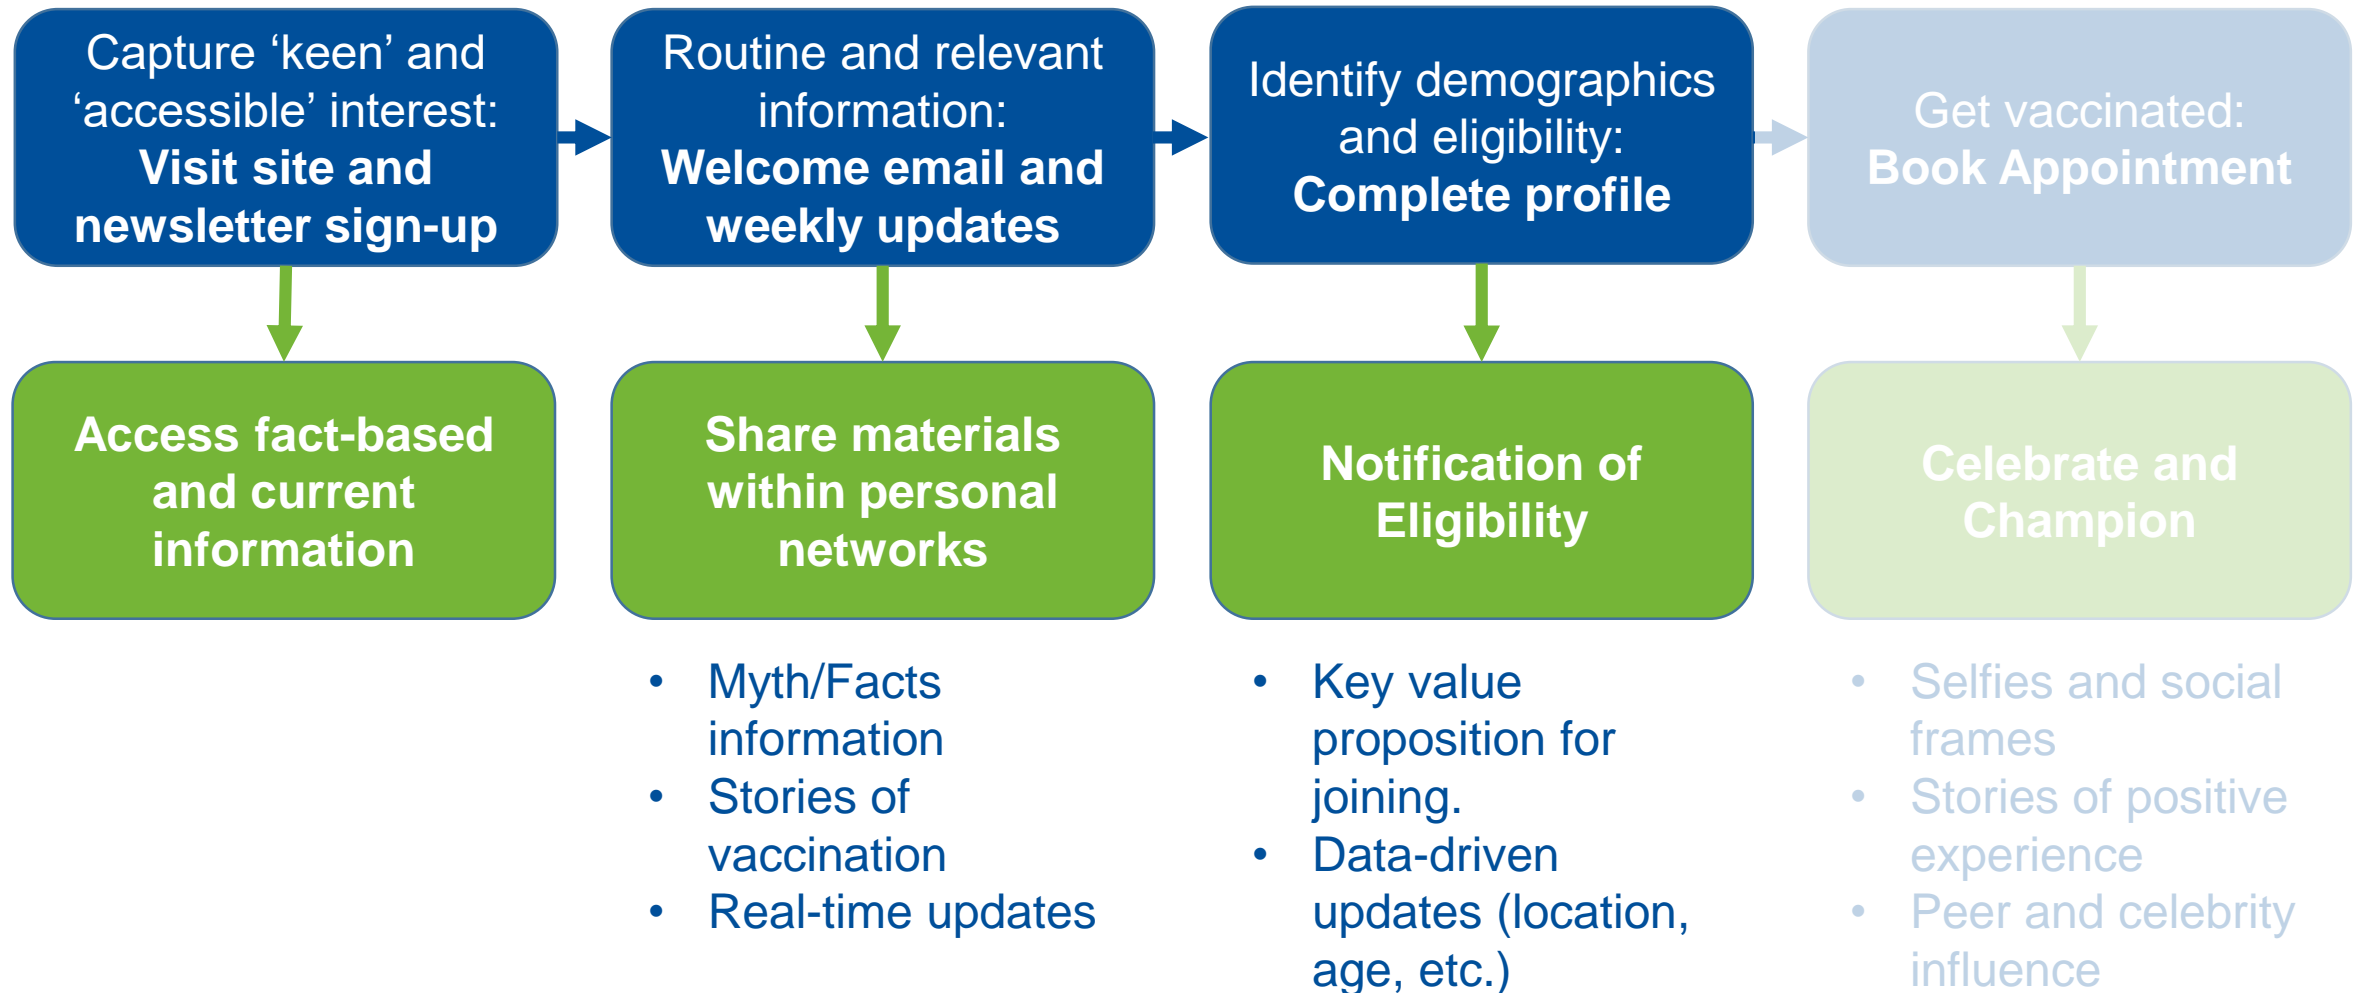 Capture ‘keen’ and
‘accessible’ interest:
Visit site and
newsletter sign-up
Routine and relevant
information:
Welcome email and
weekly updates
Identify demographics
and eligibility:
Complete profile
Get vaccinated:
Book Appointment
Access fact-based
and current
information
Share materials
within personal
networks
Notification of
Eligibility
Celebrate and
Champion
• Myth/Facts
information
• Stories of
vaccination
• Real-time updates
• Key value
proposition for
joining.
• Data-driven
updates (location,
age, etc.)
• Selfies and social
frames
• Stories of positive
experience
• Peer and celebrity
influence